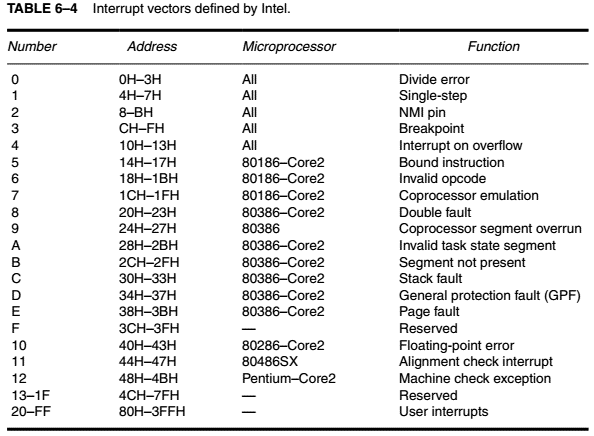 TABLE 6–4 Interrupt vectors defined by Intel.
Number Address Microprocessor Function
0 0H–3H All Divide error
1 4H–7H All Single-step
2 8–BH All NMI pin
3 CH–FH All Breakpoint
4 10H–13H All Interrupt on overflow
5 14H–17H 80186–Core2 Bound instruction
6 18H–1BH 80186–Core2 Invalid opcode
7 1CH–1FH 80186–Core2 Coprocessor emulation
8 20H–23H 80386–Core2 Double fault
9 24H–27H 80386 Coprocessor segment overrun
A 28H–2BH 80386–Core2 Invalid task state segment
B 2CH–2FH 80386–Core2 Segment not present
C 30H–33H 80386–Core2 Stack fault
D 34H–37H 80386–Core2 General protection fault (GPF)
E 38H–3BH 80386–Core2 Page fault
F 3CH–3FH — Reserved
10 40H–43H 80286–Core2 Floating-point error
11 44H–47H 80486SX Alignment check interrupt
12 48H–4BH Pentium–Core2 Machine check exception
13–1F 4CH–7FH — Reserved
20–FF 80H–3FFH — User interrupts